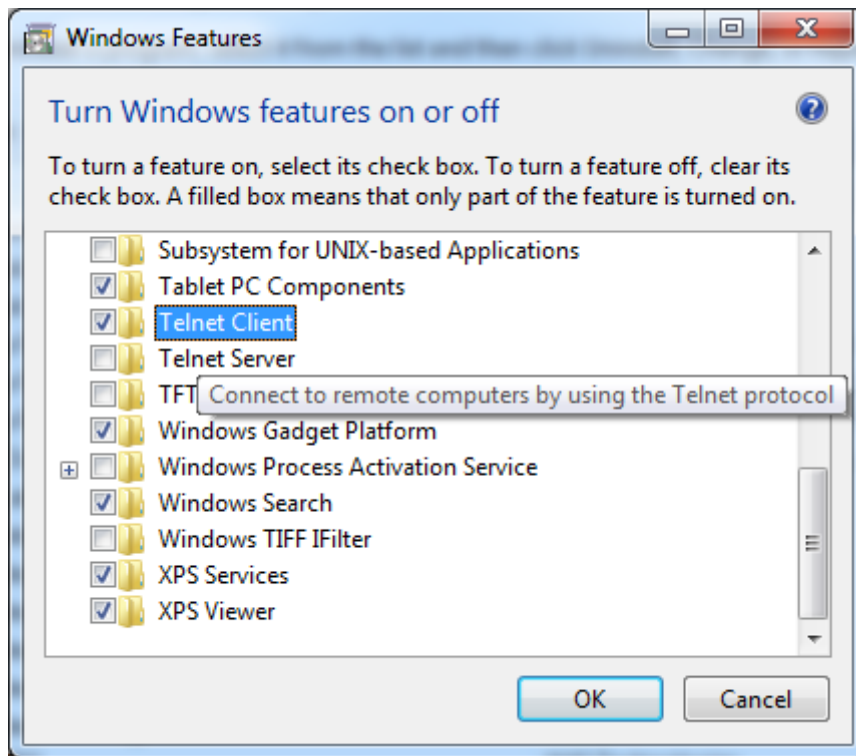 Windows Features
Turn Windows features on or off
To turn a feature on, select its check box. To turn a feature off, clear its
check box. A filled box means that only part of the feature is turned on.
Subsystem for UNIX-based Applications
Tablet PC Components
Telnet Client
Telnet Server
TFT
Connect to remote computers by using the Telnet protocol
Windows Gadget Platform
Windows Process Activation Service
Windows Search
Windows TIFF IFilter
XPS Services
XPS Viewer
OK Cancel